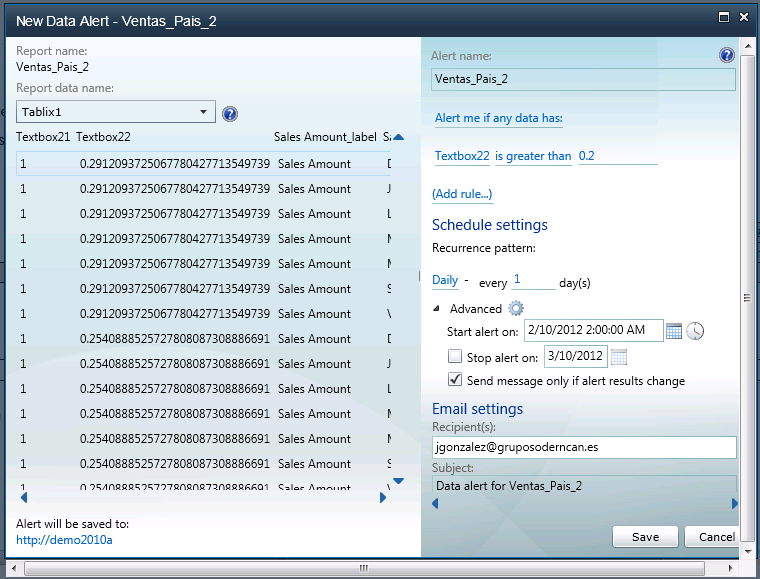 New Data Alert - Ventas_Pais_2
Report name:
Ventas_Pais_2
Report data name:
Tablix1
Textbox21 Textbox22 Sales Amount_label Sa
1 0.2912093725067780427713549739 Sales Amount D
1 0.2912093725067780427713549739 Sales Amount J
1 0.2912093725067780427713549739 Sales Amount L
1 0.2912093725067780427713549739 Sales Amount M
1 0.2912093725067780427713549739 Sales Amount M
1 0.2912093725067780427713549739 Sales Amount S
1 0.2912093725067780427713549739 Sales Amount V
1 0.2540888525727808087308886691 Sales Amount D
1 0.2540888525727808087308886691 Sales Amount J
1 0.2540888525727808087308886691 Sales Amount L
1 0.2540888525727808087308886691 Sales Amount M
1 0.2540888525727808087308886691 Sales Amount M
1 0.2540888525727808087308886691 Sales Amount S
1 0.2540888525727808087308886691 Sales Amount V
Alert will be saved to:
http://demo2010a
Alert name:
Ventas_Pais_2
Alert me if any data has:
Textbox22 is greater than 0.2
(Add rule...)
Schedule settings
Recurrence pattern:
Daily - every 1 day(s)
Advanced
Start alert on: 2/10/2012 2:00:00 AM
Stop alert on: 3/10/2012
Send message only if alert results change
Email settings
Recipient(s):
jgonzalez@gruposoderncan.es
Subject:
Data alert for Ventas_Pais_2
Save Cancel